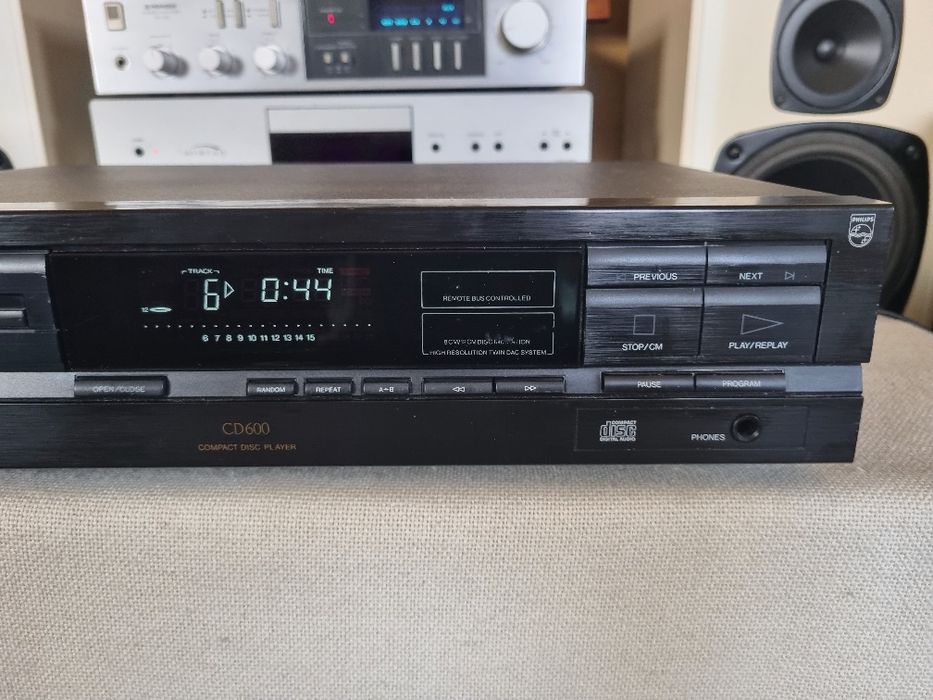 PHILIPS
TRACK TIME
6 0:44
12
6 7 8 9 10 11 12 13 14 15
REMOTE BUS CONTROLLED
HIGH RESOLUTION TWIN DAC SYSTEM
PREVIOUS NEXT
STOP/CM PLAY/REPLAY
OPEN/CLOSE RANDOM REPEAT A-B PAUSE PROGRAM
CD600
COMPACT DISC PLAYER
COMPACT
disc
DIGITAL AUDIO
PHONES